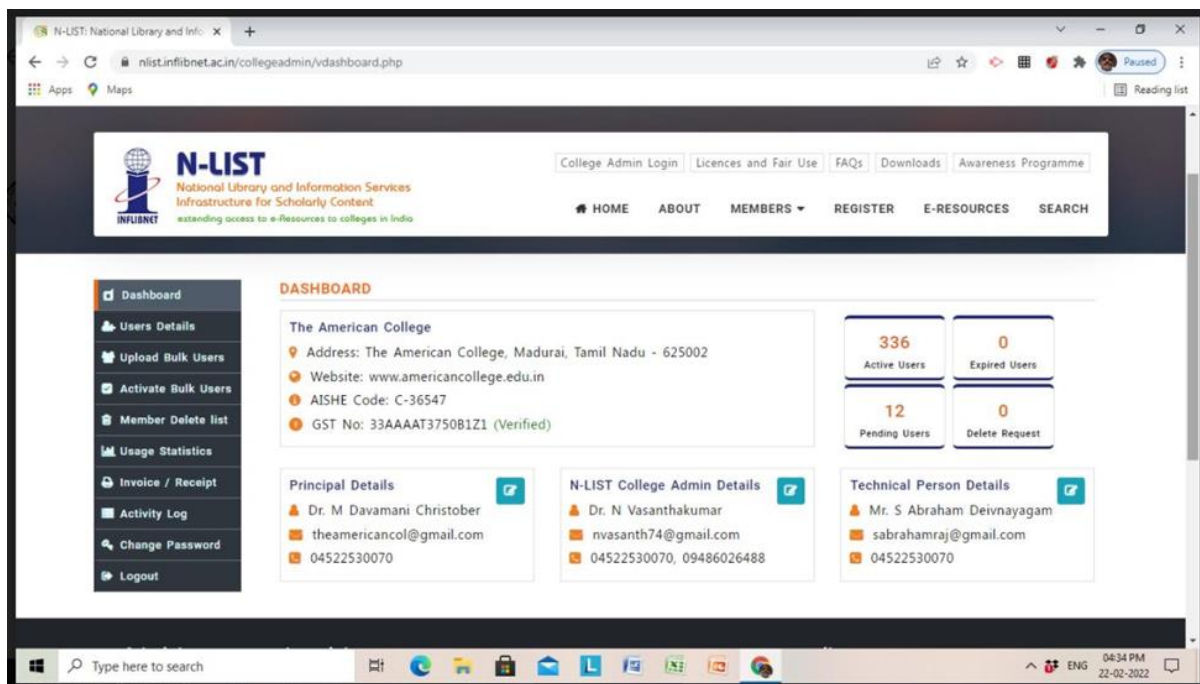 N-LIST: National Library and Info
nlist.inflibnet.ac.in/collegeadmin/vdashboard.php
Paused
Apps
Maps
Reading list
INFLIBNET
N-LIST
National Library and Information Services
Infrastructure for Scholarly Content
extending access to e-Resources to colleges in India
College Admin Login
Licences and Fair Use
FAQs
Downloads
Awareness Programme
HOME
ABOUT
MEMBERS
REGISTER
E-RESOURCES
SEARCH
Dashboard
Users Details
Upload Bulk Users
Activate Bulk Users
Member Delete list
Usage Statistics
Invoice / Receipt
Activity Log
Change Password
Logout
DASHBOARD
The American College
Address: The American College, Madurai, Tamil Nadu - 625002
Website: www.americancollege.edu.in
AISHE Code: C-36547
GST No: 33AAAAT3750B1Z1 (Verified)
336
Active Users
0
Expired Users
12
Pending Users
0
Delete Request
Principal Details
Dr. M Davamani Christober
theamericancol@gmail.com
04522530070
N-LIST College Admin Details
Dr. N Vasanthakumar
nvasanth74@gmail.com
04522530070, 09486026488
Technical Person Details
Mr. S Abraham Deivnayagam
sabrahamraj@gmail.com
04522530070
Type here to search
ENG
04:34 PM
22-02-2022